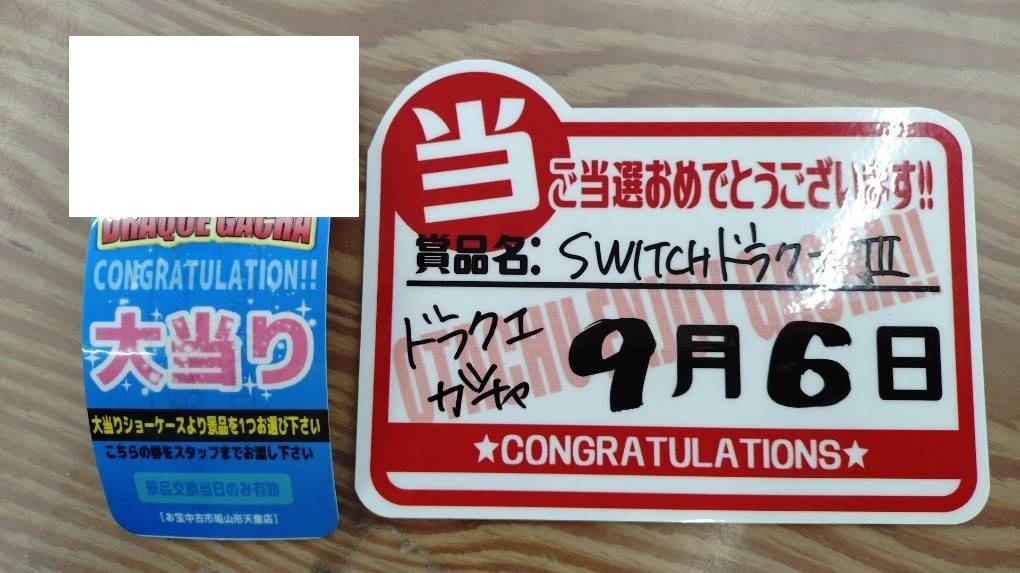 DRAQUE GACHA
CONGRATULATION!!
大当り
大当りショーケースより景品を1つお選び下さい
こちらの券をスタッフまでお渡し下さい
景品交換当日のみ有効
【お宝中古市場山形天童店】
当
ご当選おめでとうございます!!
賞品名: SWITCHドラクエIII
ドラクエ
ガチャ
9月6日
★CONGRATULATIONS★